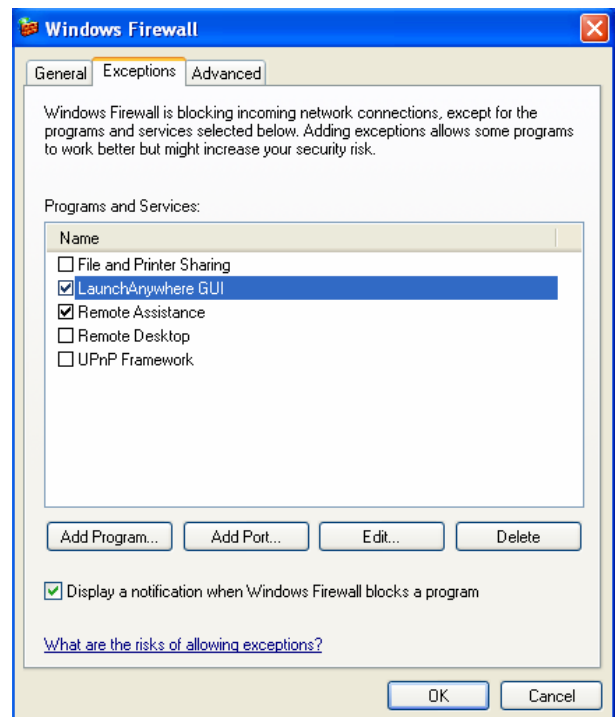 Windows Firewall
General Exceptions Advanced
Windows Firewall is blocking incoming network connections, except for the
programs and services selected below. Adding exceptions allows some programs
to work better but might increase your security risk.
Programs and Services:
Name
File and Printer Sharing
LaunchAnywhere GUI
Remote Assistance
Remote Desktop
UPnP Framework
Add Program... Add Port... Edit... Delete
Display a notification when Windows Firewall blocks a program
What are the risks of allowing exceptions?
OK Cancel